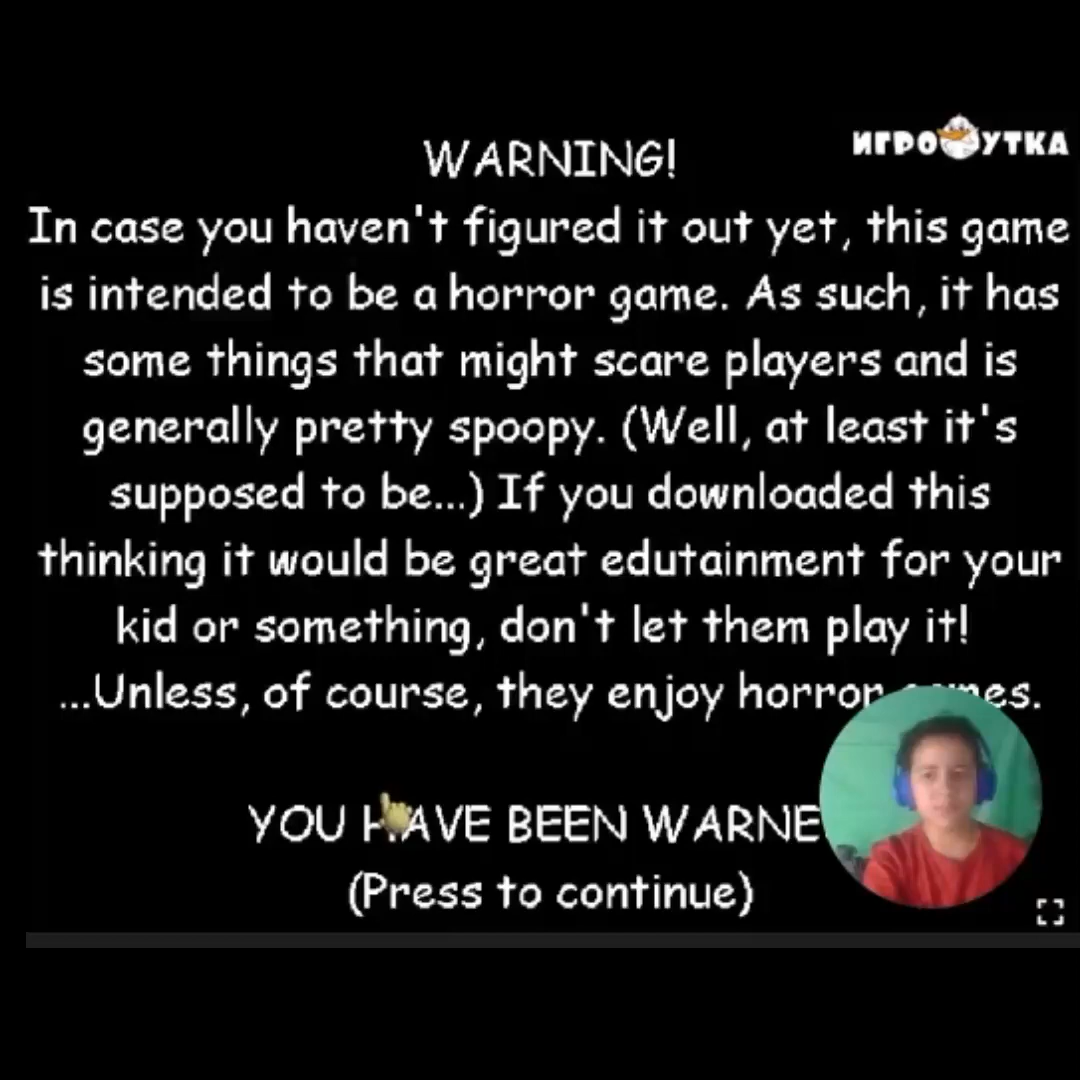 ИГРОУТКА
WARNING!
In case you haven't figured it out yet, this game
is intended to be a horror game. As such, it has
some things that might scare players and is
generally pretty spoopy. (Well, at least it's
supposed to be...) If you downloaded this
thinking it would be great edutainment for your
kid or something, don't let them play it!
...Unless, of course, they enjoy horror
YOU HAVE BEEN WARNE
(Press to continue)